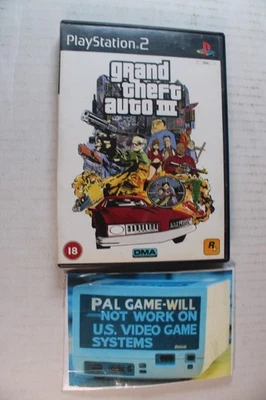 PlayStation 2
grand
theft
auto III
18
DMA
R
PAL GAME-WILL
NOT WORK ON
U.S. VIDEO GAME
SYSTEMS